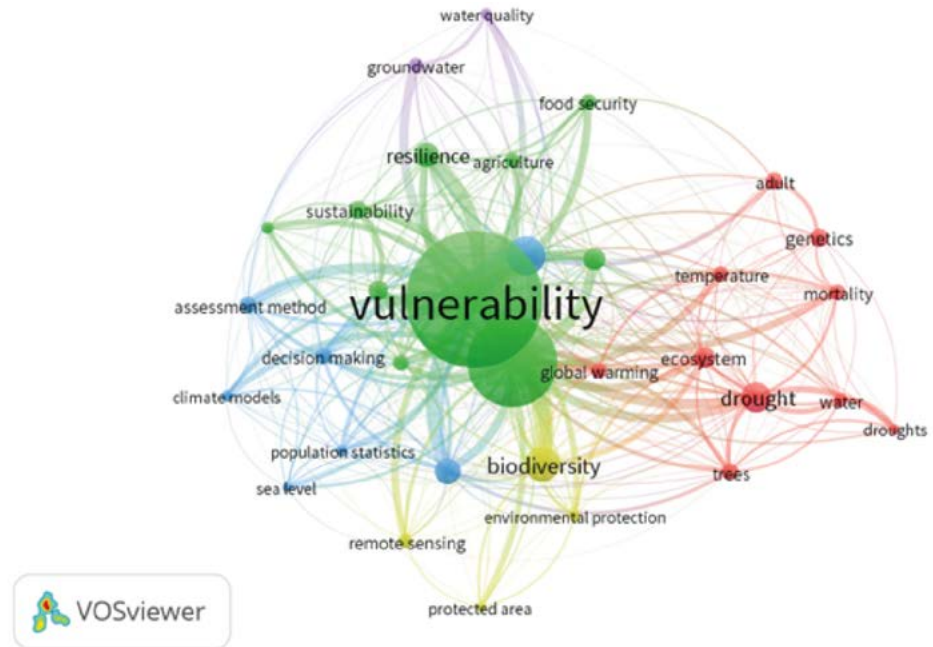 water quality
groundwater
food security
resilience
agriculture
adult
sustainability
genetics
temperature
mortality
assessment method
vulnerability
decision making
ecosystem
global warming
climate models
drought
water
droughts
population statistics
biodiversity
trees
sea level
environmental protection
remote sensing
protected area
VOSviewer